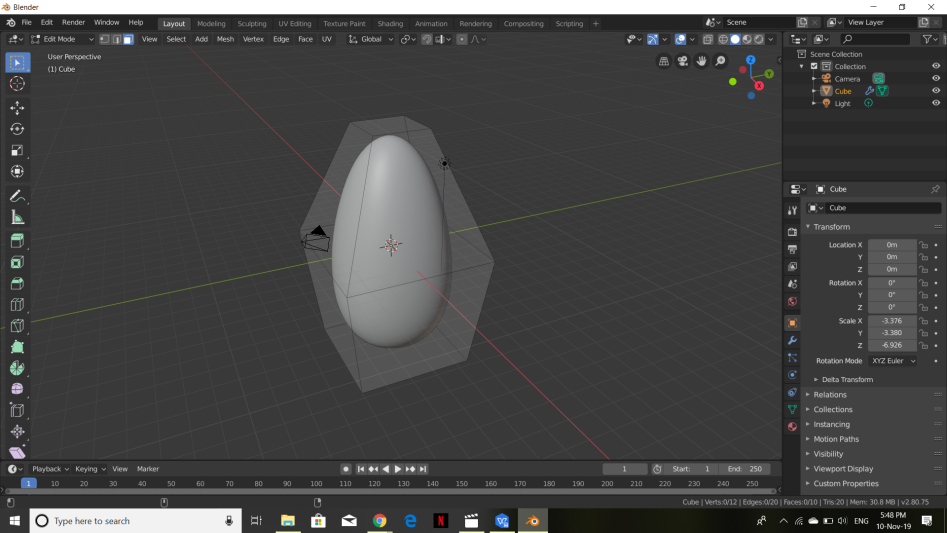 Blender
File Edit Render Window Help Layout Modeling Sculpting UV Editing Texture Paint Shading Animation Rendering Compositing Scripting + Scene View Layer
Edit Mode View Select Add Mesh Vertex Edge Face UV Global
User Perspective
(1) Cube
Z
Y
X
Scene Collection
Collection
Camera
Cube
Light
Cube
Cube
Transform
Location X 0m
Y 0m
Z 0m
Rotation X 0°
Y 0°
Z 0°
Scale X -3.376
Y -3.380
Z -6.926
Rotation Mode XYZ Euler
Delta Transform
Relations
Collections
Instancing
Motion Paths
Visibility
Viewport Display
Custom Properties
Playback Keying View Marker 1 Start: 1 End: 250
1 10 20 30 40 50 60 70 80 90 100 110 120 130 140 150 160 170 180 190 200 210 220 230 240 250
Cube | Verts:0/12 | Edges:0/20 | Faces:0/10 | Tris:20 | Mem: 30.8 MB | v2.80.75
Type here to search
ENG
5:48 PM
10-Nov-19